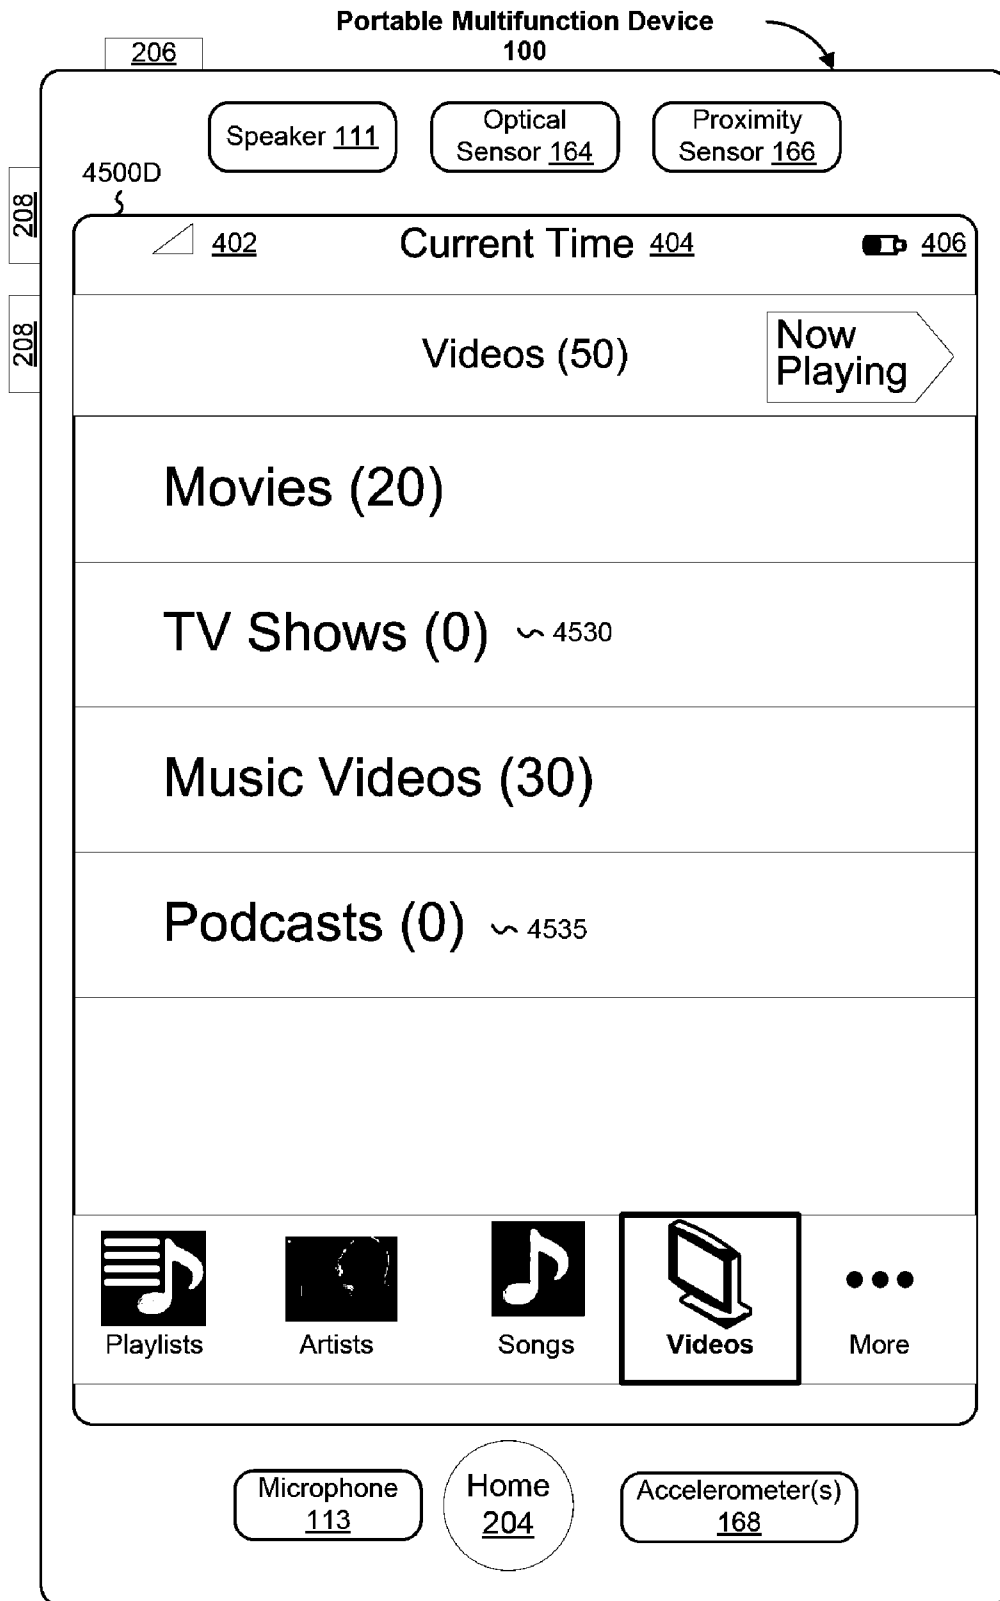 Portable Multifunction Device
100
206
Speaker 111
Optical
Sensor 164
Proximity
Sensor 166
4500D
208
208
402
Current Time 404
406
Videos (50)
Now
Playing
Movies (20)
TV Shows (0)
4530
Music Videos (30)
Podcasts (0)
4535
Playlists
Artists
Songs
Videos
More
Microphone
113
Home
204
Accelerometer(s)
168